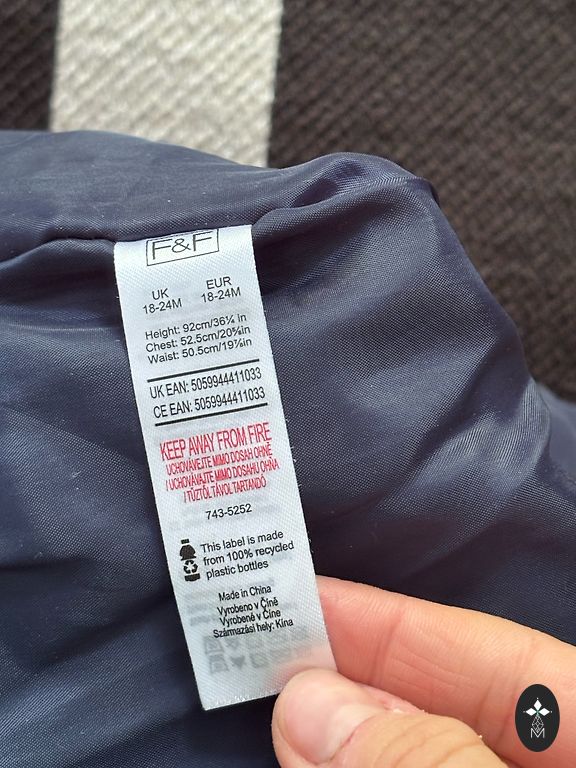 F&F
UK EUR
18-24M 18-24M
Height: 92cm/36¼ in
Chest: 52.5cm/20⅝in
Waist: 50.5cm/19⅞in
UK EAN: 5059944411033
CE EAN: 5059944411033
KEEP AWAY FROM FIRE
UCHOVÁVEJTE MIMO DOSAH OHNĚ
/ UCHOVÁVAJTE MIMO DOSAHU OHŇA
/ TŰZTŐL TÁVOL TARTANDÓ
743-5252
This label is made
from 100% recycled
plastic bottles
Made in China
Vyrobeno v Číně
Vyrobené v Číne
Származási hely: Kína